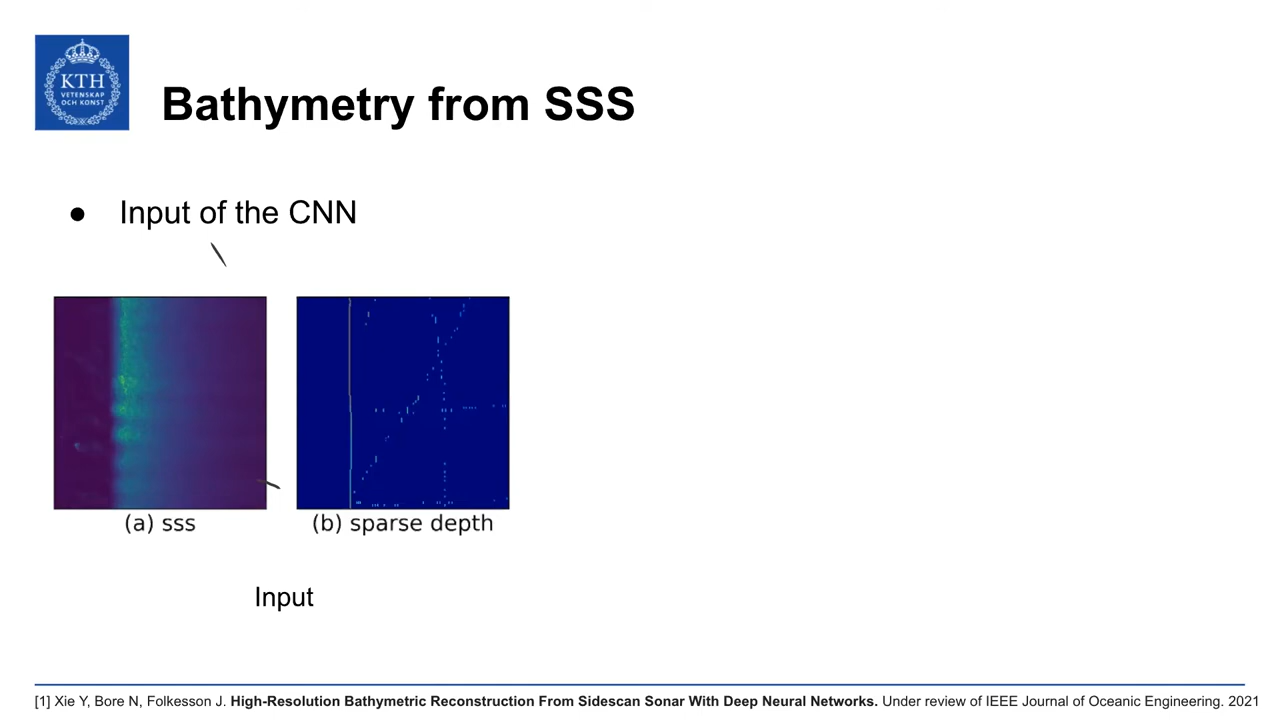 KTH
VETENSKAP
OCH KONST
Bathymetry from SSS
● Input of the CNN
(a) sss
(b) sparse depth
Input
[1] Xie Y, Bore N, Folkesson J. High-Resolution Bathymetric Reconstruction From Sidescan Sonar With Deep Neural Networks. Under review of IEEE Journal of Oceanic Engineering. 2021